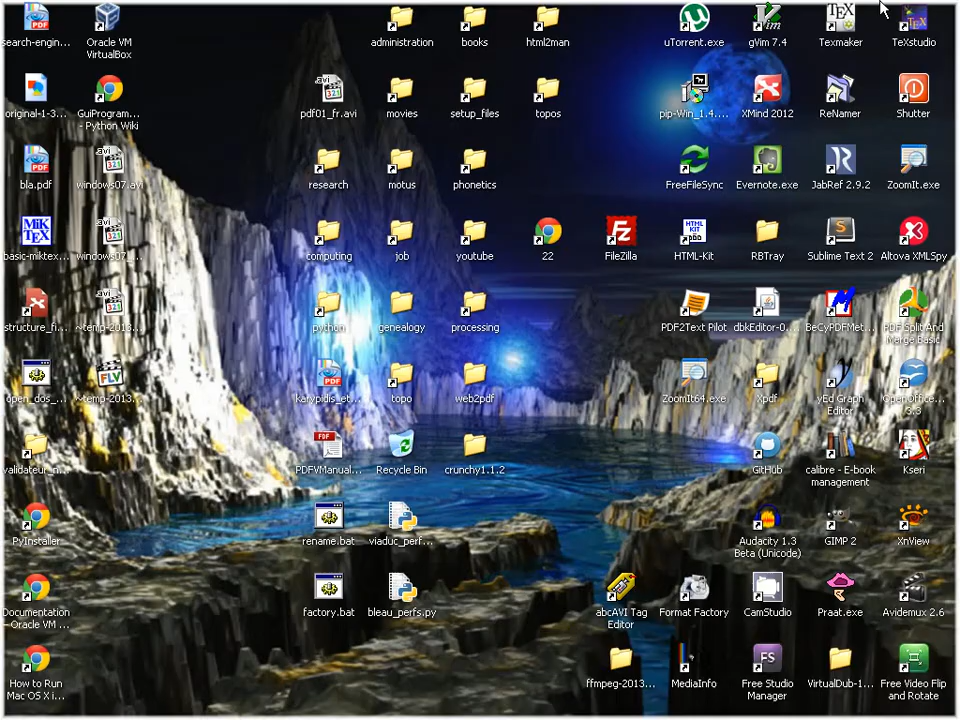 search-engin...
Oracle VM
VirtualBox
administration
books
html2man
uTorrent.exe
gVim 7.4
Texmaker
TeXstudio
original-1-3...
GuiProgram...
- Python Wiki
pdf01_fr.avi
movies
setup_files
topos
pip-Win_1.4....
XMind 2012
ReNamer
Shutter
bla.pdf
windows07.avi
research
motus
phonetics
FreeFileSync
Evernote.exe
JabRef 2.9.2
ZoomIt.exe
basic-miktex...
windows07_...
computing
job
youtube
22
FileZilla
HTML-Kit
RBTray
Sublime Text 2
Altova XMLSpy
structure_fi...
~temp-2013...
python
genealogy
processing
PDF2Text Pilot
dbkEditor-0...
BeCyPDFMet...
PDF Split And
Merge Basic
open_dos_...
~temp-2013...
karypidis_et...
topo
web2pdf
ZoomIt64.exe
Xpdf
yEd Graph
Editor
OpenOffice....
3.3
validateur_n...
PDFVManual...
Recycle Bin
crunchy1.1.2
GitHub
calibre - E-book
management
Kseri
PyInstaller
rename.bat
viaduc_perf...
Audacity 1.3
Beta (Unicode)
GIMP 2
XnView
Documentation
– Oracle VM ...
factory.bat
bleau_perfs.py
abcAVI Tag
Editor
Format Factory
CamStudio
Praat.exe
Avidemux 2.6
How to Run
Mac OS X i...
ffmpeg-2013...
MediaInfo
Free Studio
Manager
VirtualDub-1...
Free Video Flip
and Rotate